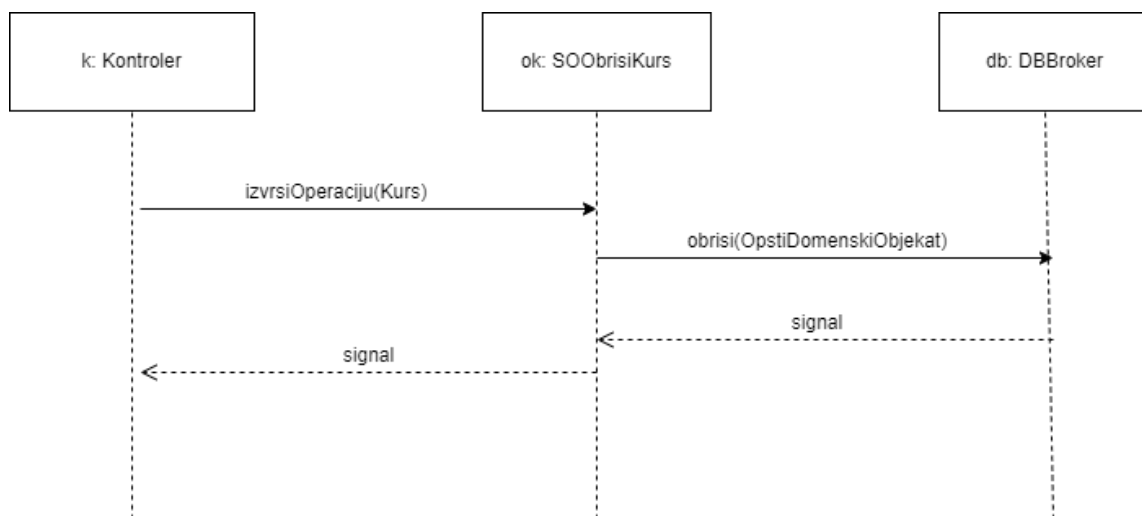 k: Kontroler
ok: SOObrisiKurs
db: DBBroker
izvrsiOperaciju(Kurs)
obrisi(OpstiDomenskiObjekat)
signal
signal